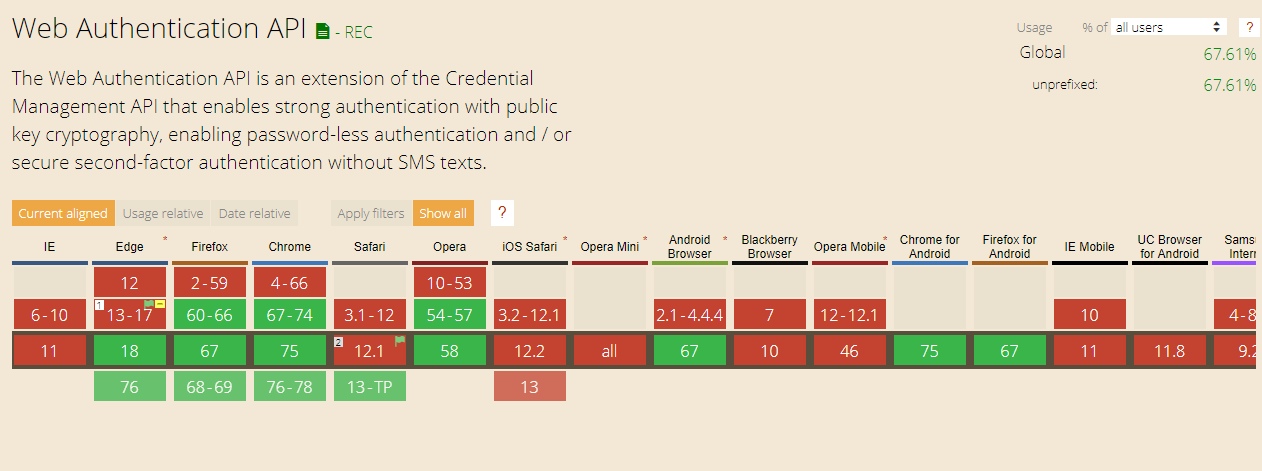 Web Authentication API - REC
Usage % of all users ?
Global 67.61%
unprefixed: 67.61%
The Web Authentication API is an extension of the Credential
Management API that enables strong authentication with public
key cryptography, enabling password-less authentication and / or
secure second-factor authentication without SMS texts.
Current aligned Usage relative Date relative Apply filters Show all ?
IE Edge * Firefox Chrome Safari Opera iOS Safari * Opera Mini * Android Browser * Blackberry Browser Opera Mobile * Chrome for Android Firefox for Android IE Mobile UC Browser for Android Sams Intern
12 2-59 4-66 10-53
6-10 1 13-17 60-66 67-74 3.1-12 54-57 3.2-12.1 2.1-4.4.4 7 12-12.1 10 4-8
11 18 67 75 2 12.1 58 12.2 all 67 10 46 75 67 11 11.8 9.2
76 68-69 76-78 13-TP 13